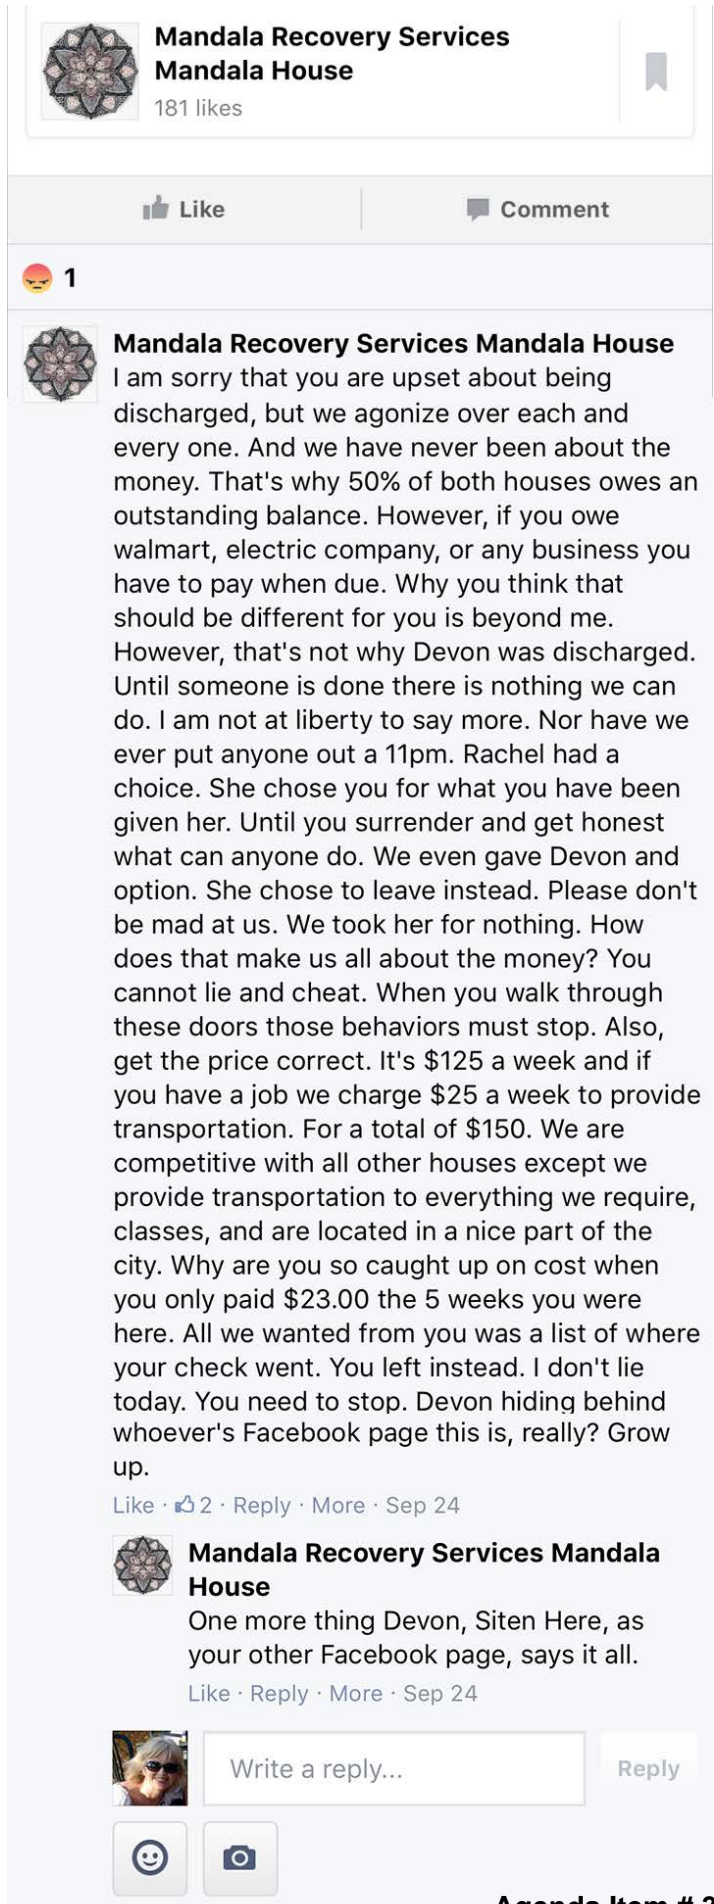 Mandala Recovery Services
Mandala House
181 likes
Like
Comment
1
Mandala Recovery Services Mandala House
I am sorry that you are upset about being
discharged, but we agonize over each and
every one. And we have never been about the
money. That's why 50% of both houses owes an
outstanding balance. However, if you owe
walmart, electric company, or any business you
have to pay when due. Why you think that
should be different for you is beyond me.
However, that's not why Devon was discharged.
Until someone is done there is nothing we can
do. I am not at liberty to say more. Nor have we
ever put anyone out a 11pm. Rachel had a
choice. She chose you for what you have been
given her. Until you surrender and get honest
what can anyone do. We even gave Devon and
option. She chose to leave instead. Please don't
be mad at us. We took her for nothing. How
does that make us all about the money? You
cannot lie and cheat. When you walk through
these doors those behaviors must stop. Also,
get the price correct. It's $125 a week and if
you have a job we charge $25 a week to provide
transportation. For a total of $150. We are
competitive with all other houses except we
provide transportation to everything we require,
classes, and are located in a nice part of the
city. Why are you so caught up on cost when
you only paid $23.00 the 5 weeks you were
here. All we wanted from you was a list of where
your check went. You left instead. I don't lie
today. You need to stop. Devon hiding behind
whoever's Facebook page this is, really? Grow
up.
Like · 2 · Reply · More · Sep 24
Mandala Recovery Services Mandala
House
One more thing Devon, Siten Here, as
your other Facebook page, says it all.
Like · Reply · More · Sep 24
Write a reply...
Reply
Agenda Item #